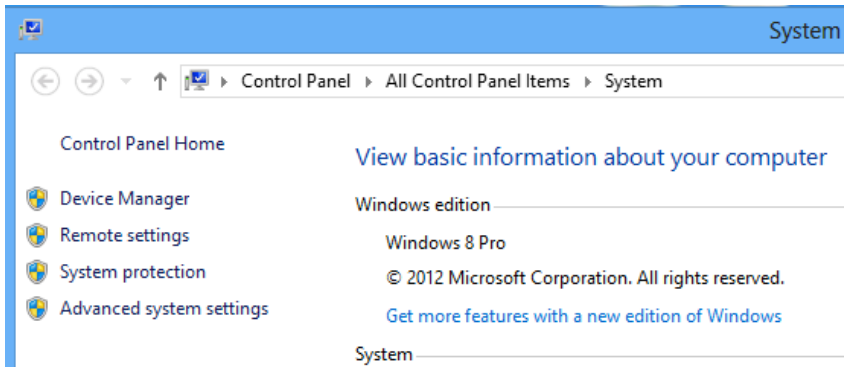 System
Control Panel All Control Panel Items System
Control Panel Home
Device Manager
Remote settings
System protection
Advanced system settings
View basic information about your computer
Windows edition
Windows 8 Pro
© 2012 Microsoft Corporation. All rights reserved.
Get more features with a new edition of Windows
System